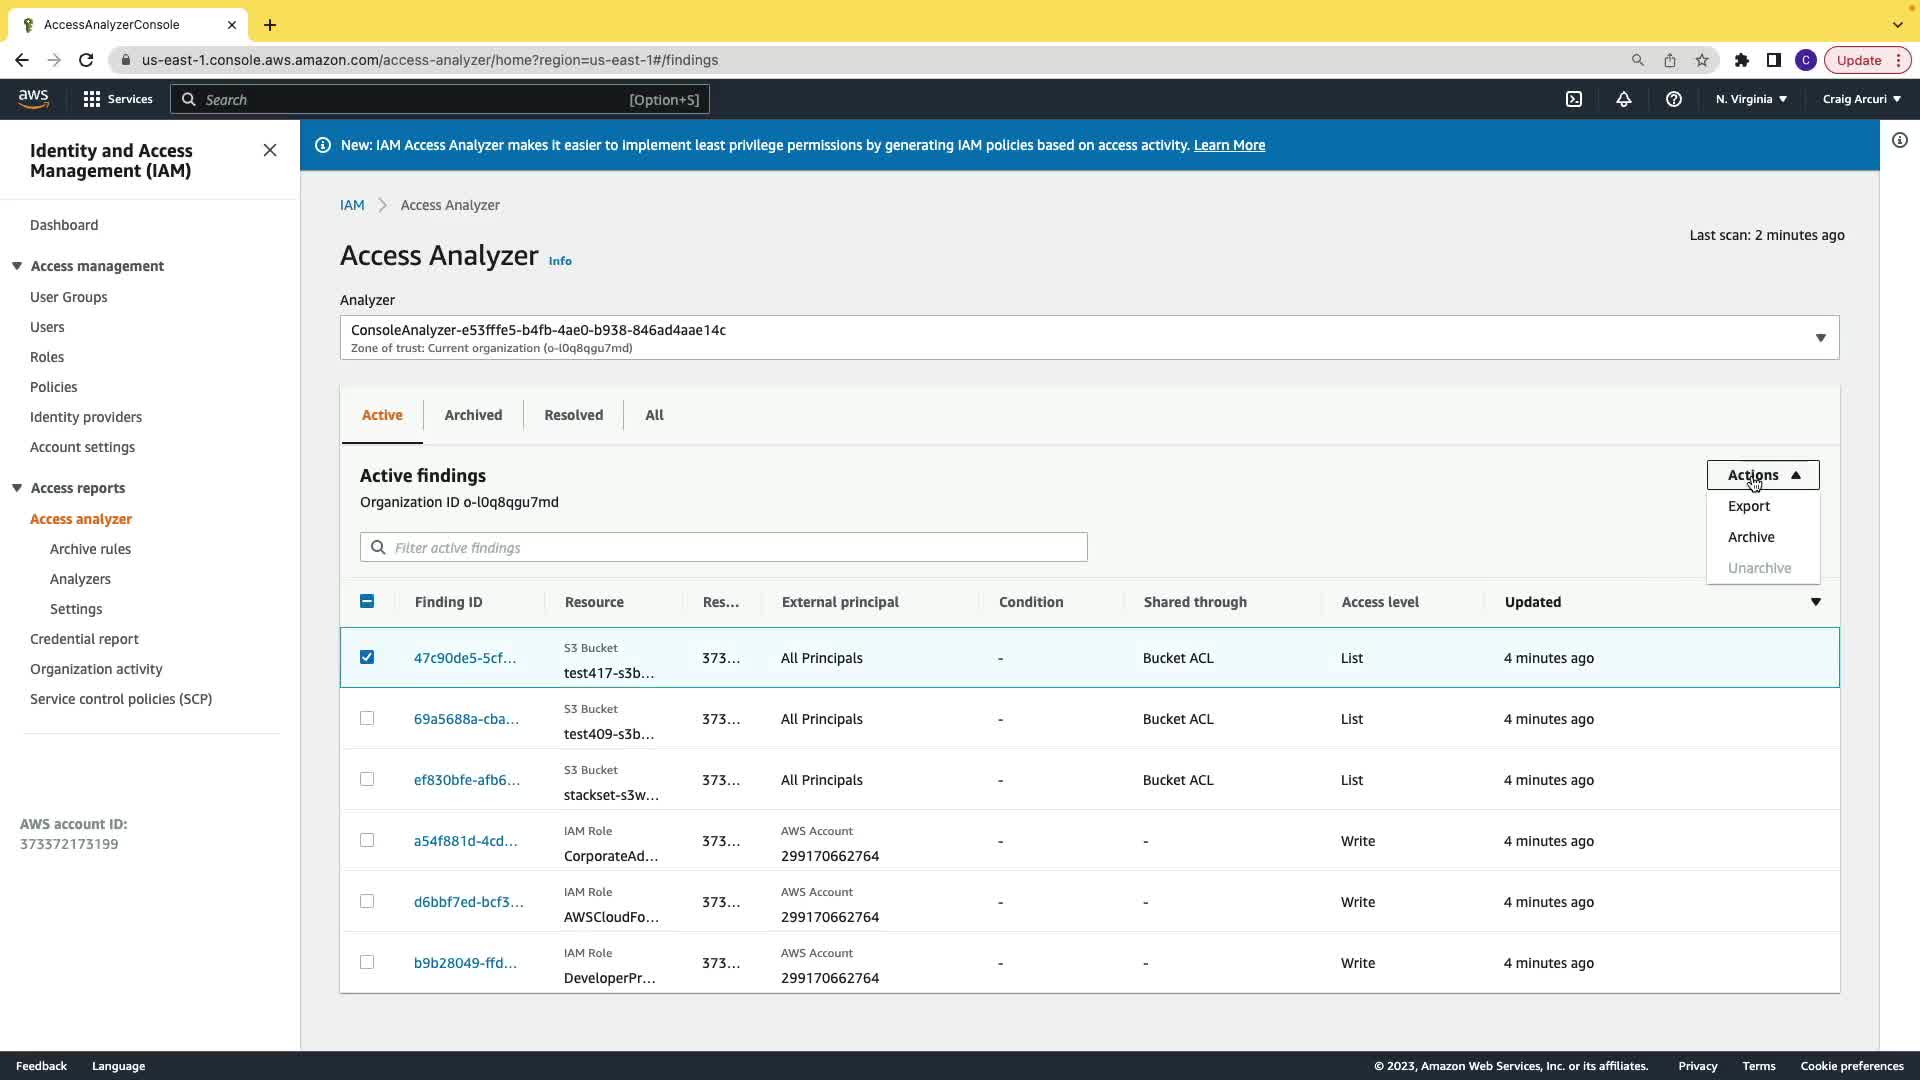 AccessAnalyzerConsole
us-east-1.console.aws.amazon.com/access-analyzer/home?region=us-east-1#/findings
C
Update
aws
Services
Search
[Option+S]
N. Virginia
Craig Arcuri
Identity and Access
Management (IAM)
Dashboard
Access management
User Groups
Users
Roles
Policies
Identity providers
Account settings
Access reports
Access analyzer
Archive rules
Analyzers
Settings
Credential report
Organization activity
Service control policies (SCP)
AWS account ID:
373372173199
New: IAM Access Analyzer makes it easier to implement least privilege permissions by generating IAM policies based on access activity. Learn More
IAM
Access Analyzer
Last scan: 2 minutes ago
Access Analyzer Info
Analyzer
ConsoleAnalyzer-e53fffe5-b4fb-4ae0-b938-846ad4aae14c
Zone of trust: Current organization (o-l0q8qgu7md)
Active
Archived
Resolved
All
Active findings
Organization ID o-l0q8qgu7md
Filter active findings
Actions
Export
Archive
Unarchive
Finding ID Resource Res... External principal Condition Shared through Access level Updated
S3 Bucket
47c90de5-5cf... 373... All Principals - Bucket ACL List 4 minutes ago
test417-s3b...
S3 Bucket
69a5688a-cba... 373... All Principals - Bucket ACL List 4 minutes ago
test409-s3b...
S3 Bucket
ef830bfe-afb6... 373... All Principals - Bucket ACL List 4 minutes ago
stackset-s3w...
IAM Role AWS Account
a54f881d-4cd... 373... - - Write 4 minutes ago
CorporateAd... 299170662764
IAM Role AWS Account
d6bbf7ed-bcf3... 373... - - Write 4 minutes ago
AWSCloudFo... 299170662764
IAM Role AWS Account
b9b28049-ffd... 373... - - Write 4 minutes ago
DeveloperPr... 299170662764
Feedback
Language
© 2023, Amazon Web Services, Inc. or its affiliates.
Privacy
Terms
Cookie preferences